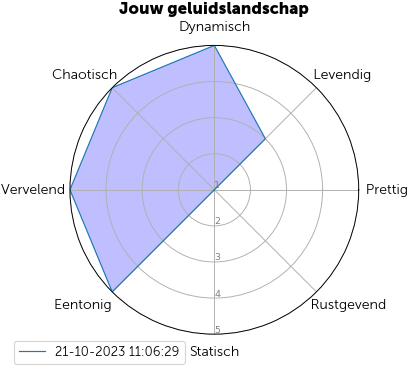 Jouw geluidslandschap
Dynamisch
Chaotisch
Levendig
Vervelend
1
Prettig
2
3
4
Eentonig
Rustgevend
5
21-10-2023 11:06:29
Statisch